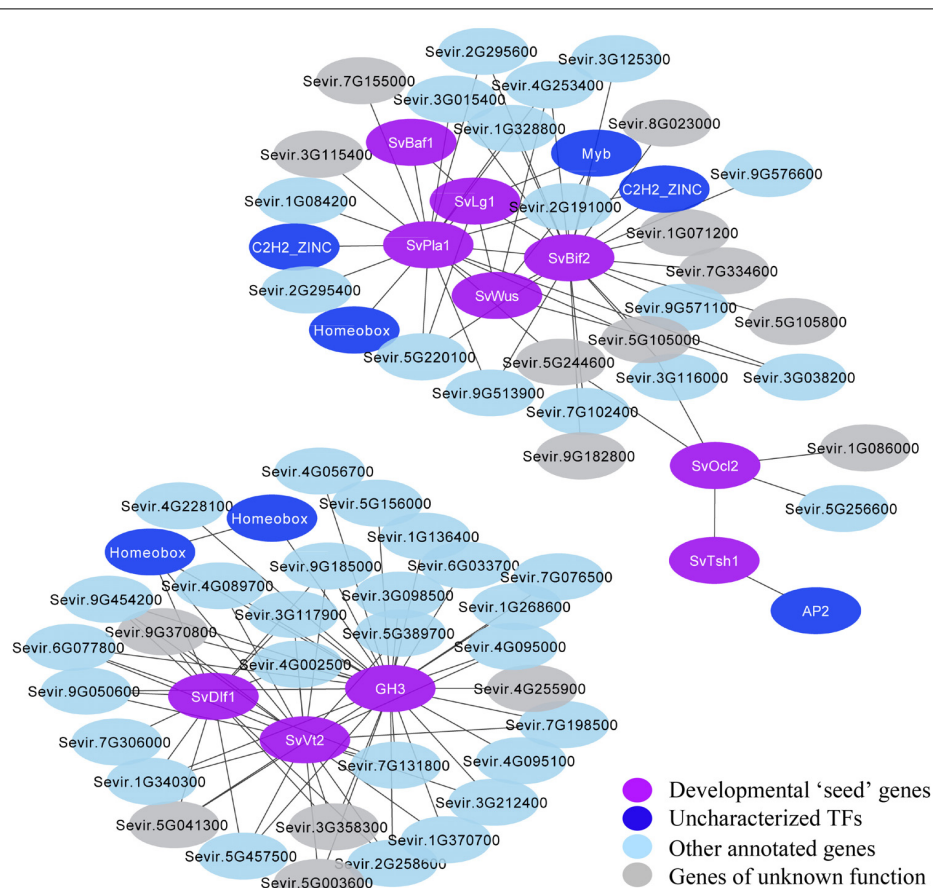 Sevir.2G295600
Sevir.3G125300
Sevir.7G155000
Sevir.4G253400
Sevir.3G015400
Sevir.8G023000
Sevir.1G328800
SvBaf1
Myb
Sevir.3G115400
Sevir.9G576600
C2H2_ZINC
Sevir.1G084200
SvLg1
Sevir.2G191000
Sevir.1G071200
C2H2_ZINC
SvPla1
SvBif2
Sevir.7G334600
Sevir.2G295400
SvWus
Sevir.9G571100
Sevir.5G105800
Homeobox
Sevir.5G105000
Sevir.5G220100
Sevir.5G244600
Sevir.3G116000
Sevir.3G038200
Sevir.9G513900
Sevir.7G102400
Sevir.9G182800
Sevir.1G086000
SvOcl2
Sevir.5G256600
SvTsh1
AP2
Sevir.4G056700
Sevir.4G228100
Sevir.5G156000
Homeobox
Sevir.1G136400
Homeobox
Sevir.9G185000
Sevir.6G033700
Sevir.7G076500
Sevir.4G089700
Sevir.3G098500
Sevir.9G454200
Sevir.3G117900
Sevir.1G268600
Sevir.9G370800
Sevir.5G389700
Sevir.6G077800
Sevir.4G095000
Sevir.4G002500
Sevir.9G050600
SvDlf1
GH3
Sevir.4G255900
Sevir.7G198500
Sevir.7G306000
SvVt2
Sevir.7G131800
Sevir.4G095100
Sevir.1G340300
Sevir.3G212400
Sevir.5G041300
Sevir.3G358300
Sevir.1G370700
Sevir.5G457500
Sevir.2G258600
Sevir.5G003600
Developmental ‘seed’ genes
Uncharacterized TFs
Other annotated genes
Genes of unknown function